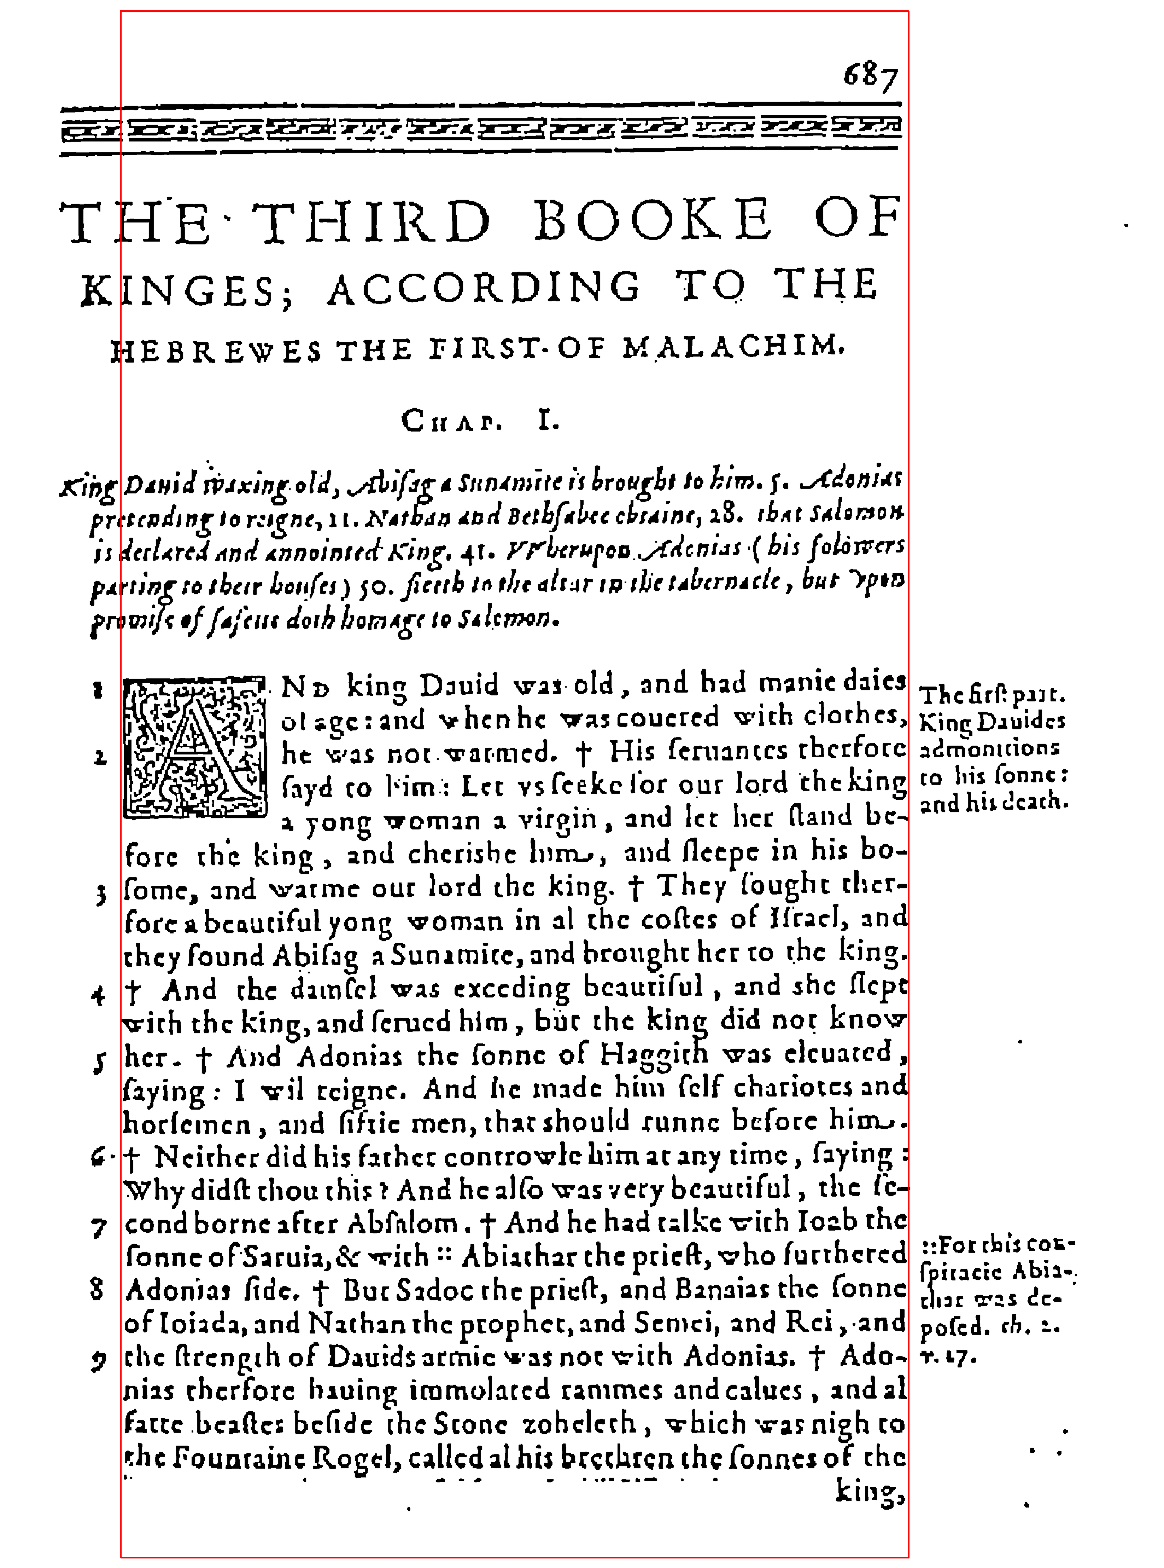 687
THE THIRD BOOKE OF
KINGES; ACCORDING TO THE
HEBREWES THE FIRST OF MALACHIM.
CHAP. I.
King Dauid waxing old, Abiſag a Sunamite is brought to him. 5. Adonias
pretending to reigne, 11. Nathan and Bethſabee obtaine, 28. that Salomon
is declared and annointed King. 41. VVherupon Adonias (his folowers
parting to their houſes) 50. fleeth to the altar in the tabernacle, but vpon
promiſe of ſafetie doth homage to Salomon.
1 AND king Dauid was old, and had manie daies
of age: and when he was couered with clothes,
2 he was not warmed. † His ſeruantes therfore
ſayd to him: Let vs ſeeke for our lord the king
a yong woman a virgin, and let her ſtand be-
fore the king, and cherishe him, and ſleepe in his bo-
3 ſome, and warme our lord the king. † They ſought ther-
fore a beautiful yong woman in al the coſtes of Iſrael, and
they found Abiſag a Sunamite, and brought her to the king.
4 † And the damſel was exceding beautiful, and she ſlept
with the king, and ſerued him, but the king did not know
5 her. † And Adonias the ſonne of Haggith was eleuated,
ſaying: I wil reigne. And he made him ſelf chariotes and
horſemen, and fiftie men, that should runne before him.
6 † Neither did his father controwle him at any time, ſaying:
Why didſt thou this? And he alſo was very beautiful, the ſe-
7 cond borne after Abſalom. † And he had talke with Ioab the
ſonne of Saruia, & with :: Abiathar the prieſt, who furthered
8 Adonias ſide. † But Sadoc the prieſt, and Banaias the ſonne
of Ioiada, and Nathan the prophet, and Semei, and Rei, and
9 the ſtrength of Dauids armie was not with Adonias. † Ado-
nias therfore hauing immolated rammes and calues, and al
fatte beaſtes beſide the Stone zoheleth, which was nigh to
the Fountaine Rogel, called al his brethren the ſonnes of the
king,
The firſt part.
King Dauides
admonitions
to his ſonne:
and his death.
::For this con-
ſpiracie Abia-
thar was de-
poſed. ch. 2.
v. 27.